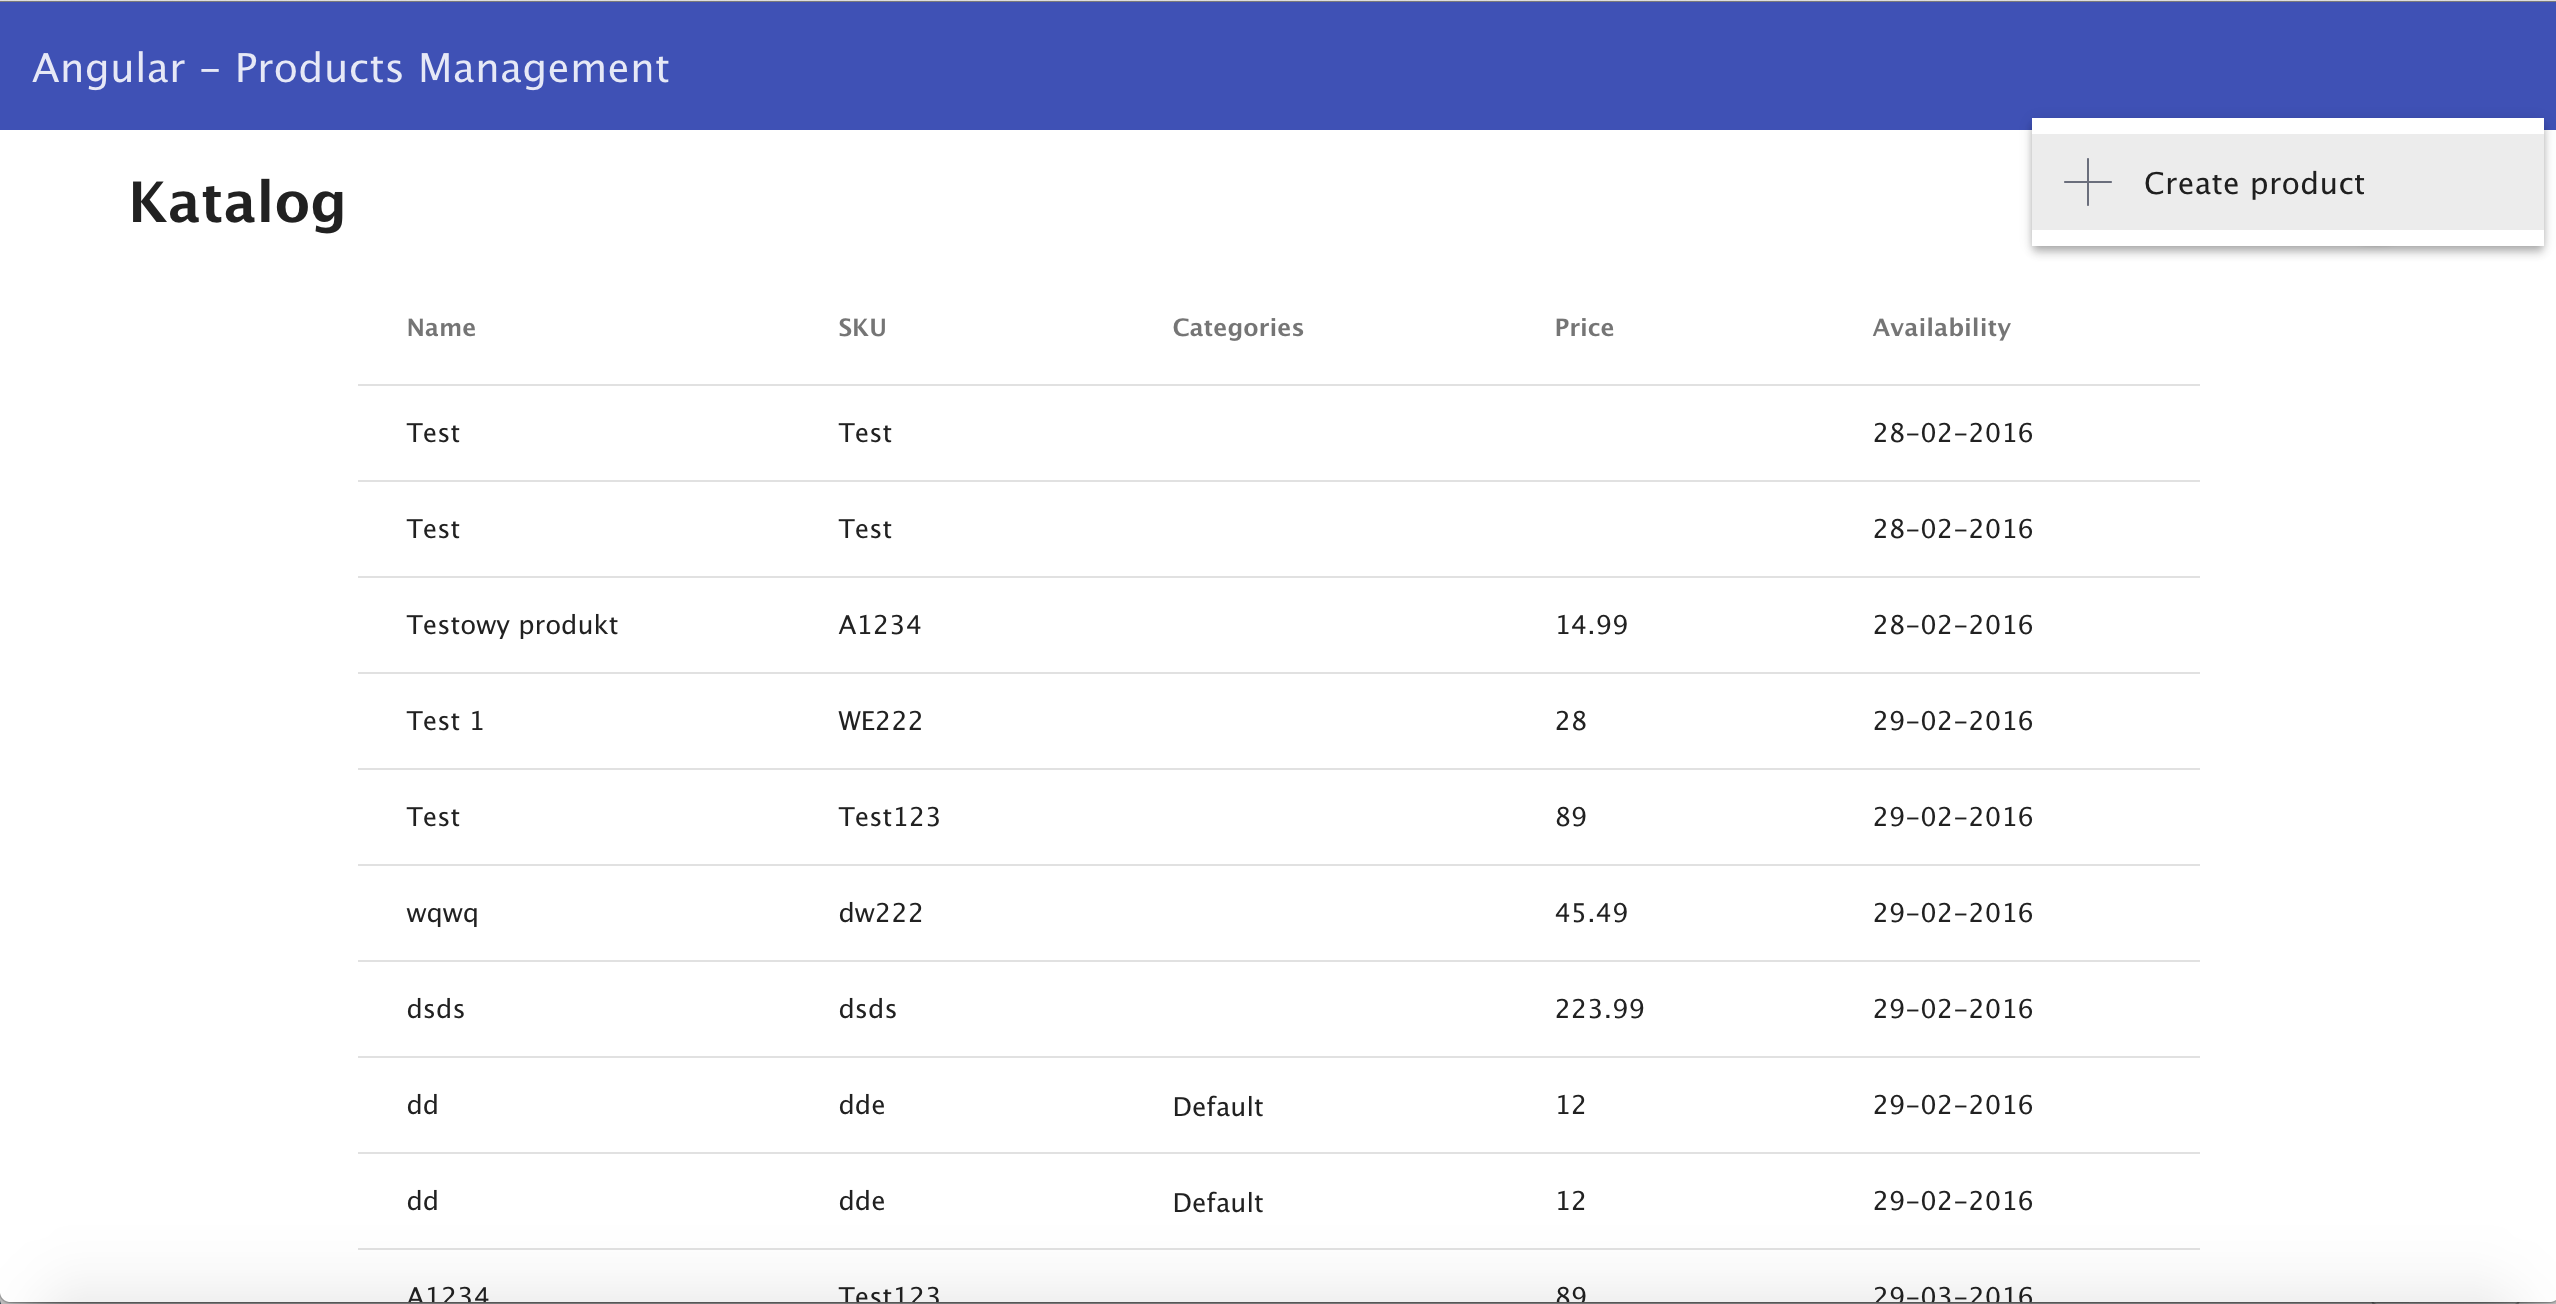 Angular - Products Management
Create product
Katalog
Name SKU Categories Price Availability
Test Test 28-02-2016
Test Test 28-02-2016
Testowy produkt A1234 14.99 28-02-2016
Test 1 WE222 28 29-02-2016
Test Test123 89 29-02-2016
wqwq dw222 45.49 29-02-2016
dsds dsds 223.99 29-02-2016
dd dde Default 12 29-02-2016
dd dde Default 12 29-02-2016
A1234 Test123 89 29-03-2016